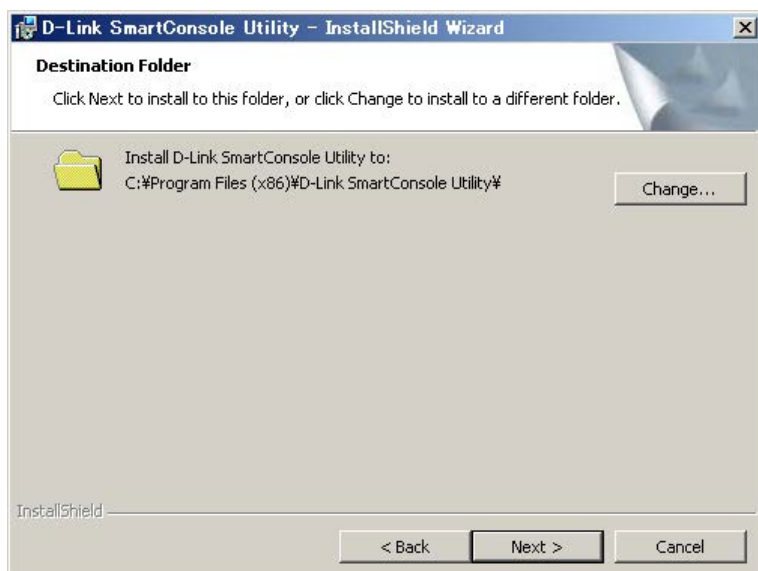 D-Link SmartConsole Utility - InstallShield Wizard
Destination Folder
Click Next to install to this folder, or click Change to install to a different folder.
Install D-Link SmartConsole Utility to:
C:¥Program Files (x86)¥D-Link SmartConsole Utility¥
Change...
InstallShield
< Back
Next >
Cancel